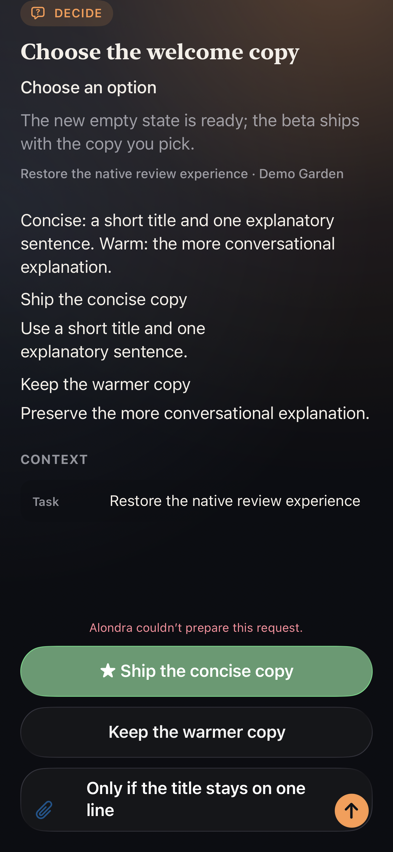 DECIDE
Choose the welcome copy
Choose an option
The new empty state is ready; the beta ships
with the copy you pick.
Restore the native review experience · Demo Garden
Concise: a short title and one explanatory
sentence. Warm: the more conversational
explanation.
Ship the concise copy
Use a short title and one
explanatory sentence.
Keep the warmer copy
Preserve the more conversational explanation.
CONTEXT
Task Restore the native review experience
Alondra couldn’t prepare this request.
★ Ship the concise copy
Keep the warmer copy
Only if the title stays on one
line